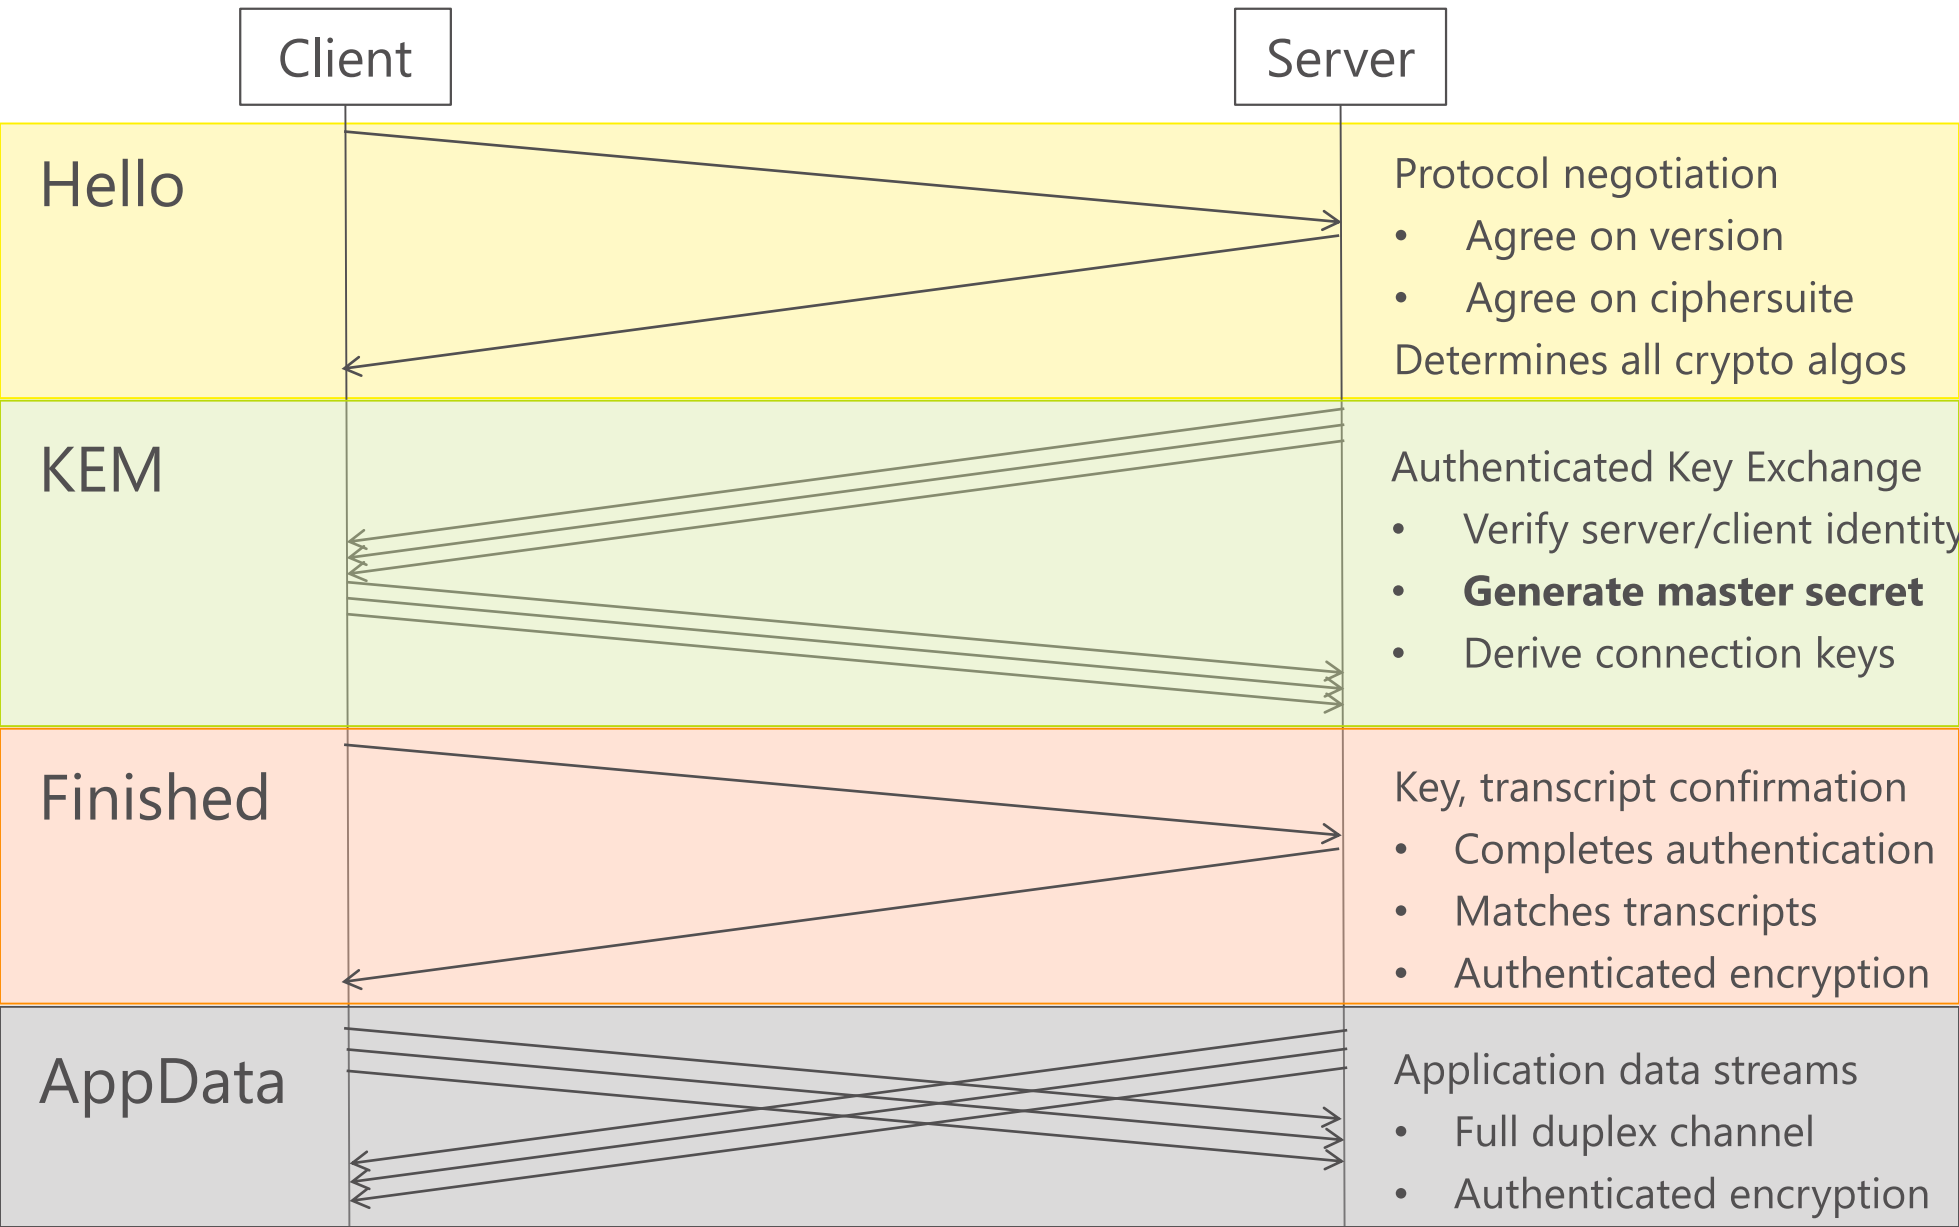 Client
Server
Hello
Protocol negotiation
• Agree on version
• Agree on ciphersuite
Determines all crypto algos
KEM
Authenticated Key Exchange
• Verify server/client identity
• Generate master secret
• Derive connection keys
Finished
Key, transcript confirmation
• Completes authentication
• Matches transcripts
• Authenticated encryption
AppData
Application data streams
• Full duplex channel
• Authenticated encryption